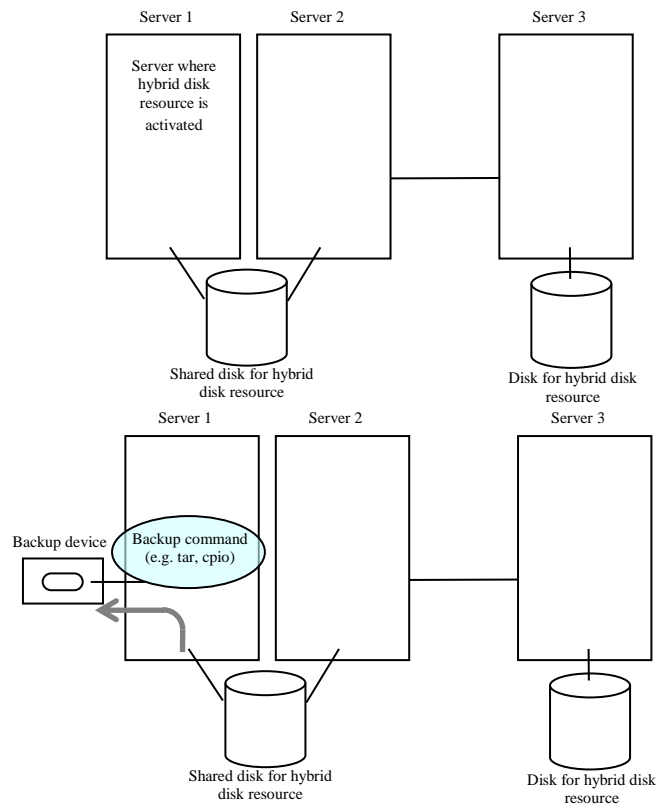 Server 1
Server 2
Server 3
Server where
hybrid disk
resource is
activated
Shared disk for hybrid
disk resource
Disk for hybrid disk
resource
Server 1
Server 2
Server 3
Backup device
Backup command
(e.g. tar, cpio)
Shared disk for hybrid
disk resource
Disk for hybrid disk
resource